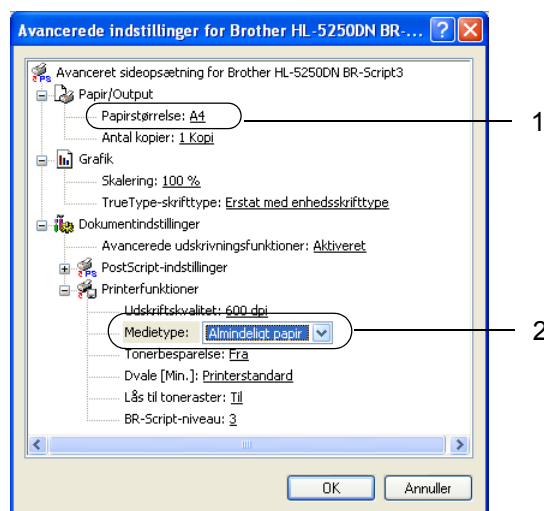 Avancerede indstillinger for Brother HL-5250DN BR-...
Avanceret sideopsætning for Brother HL-5250DN BR-Script3
Papir/Output
Papirstørrelse: A4
1
Antal kopier: 1 Kopi
Grafik
Skalering: 100 %
TrueType-skrifttype: Erstat med enhedsskrifttype
Dokumentindstillinger
Avancerede udskrivningsfunktioner: Aktiveret
PostScript-indstillinger
Printerfunktioner
Udskriftskvalitet: 600 dpi
Medietype: Almindeligt papir
2
Tonerbesparelse: Fra
Dvale [Min.]: Printerstandard
Lås til toneraster: Til
BR-Script-niveau: 3
OK Annuller